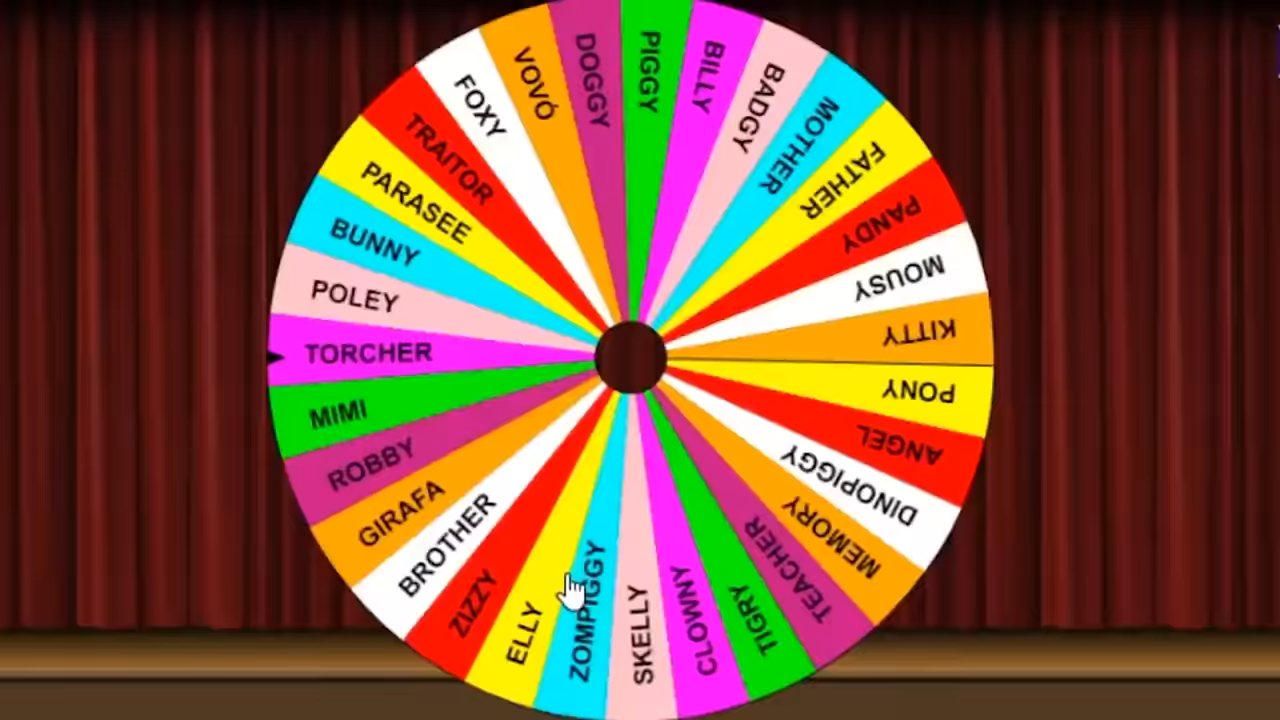 PIGGY
BILLY
BADGY
MOTHER
FATHER
PANDY
MOUSY
KITTY
PONY
ANGEL
DINOPIGGY
MEMORY
TEACHER
TIGRY
CLOWNY
SKELLY
ZOMPIGGY
ELLY
ZIZZY
BROTHER
GIRAFA
ROBBY
MIMI
TORCHER
POLEY
BUNNY
PARASEE
TRAITOR
FOXY
VOVÓ
DOGGY